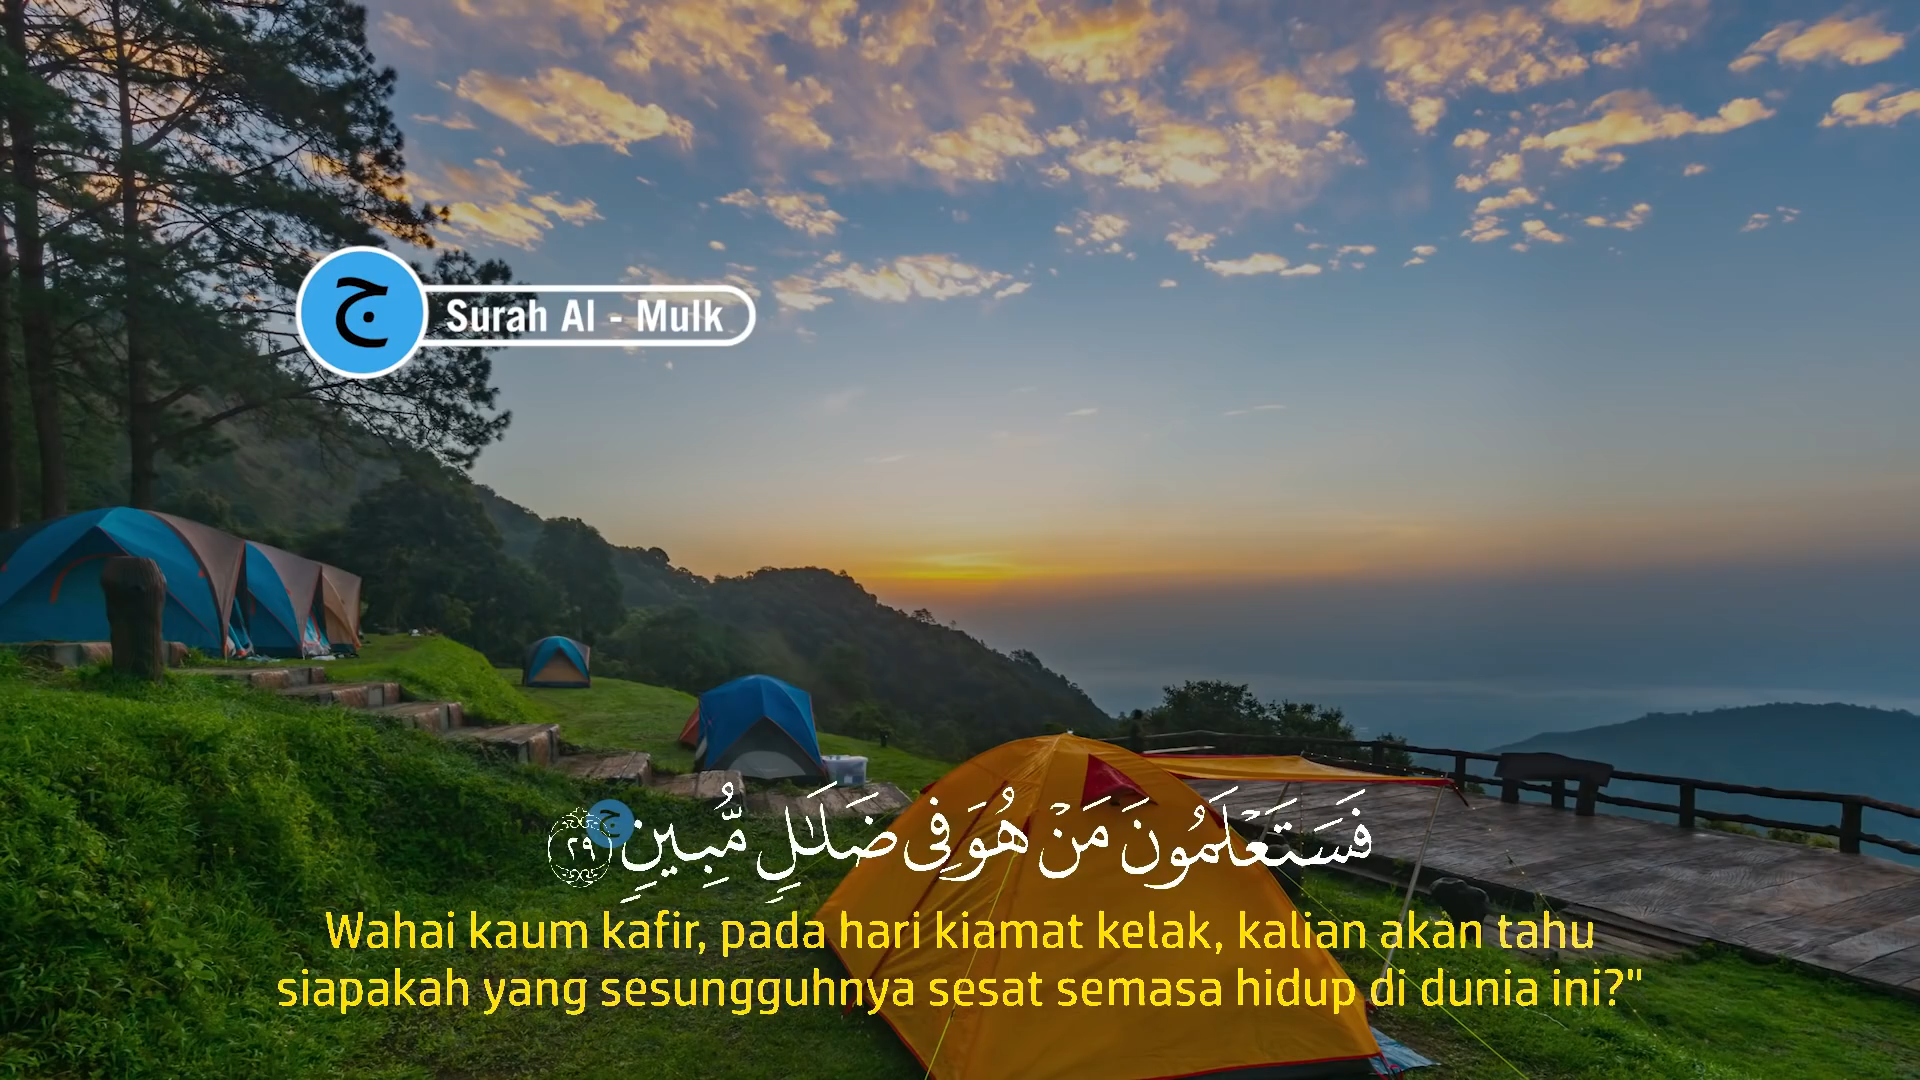 ج
Surah Al - Mulk
فَسَتَعْلَمُونَ مَنْ هُوَ فِى ضَلَـٰلٍ مُّبِينٍ ٢٩
ج
Wahai kaum kafir, pada hari kiamat kelak, kalian akan tahu
siapakah yang sesungguhnya sesat semasa hidup di dunia ini?"